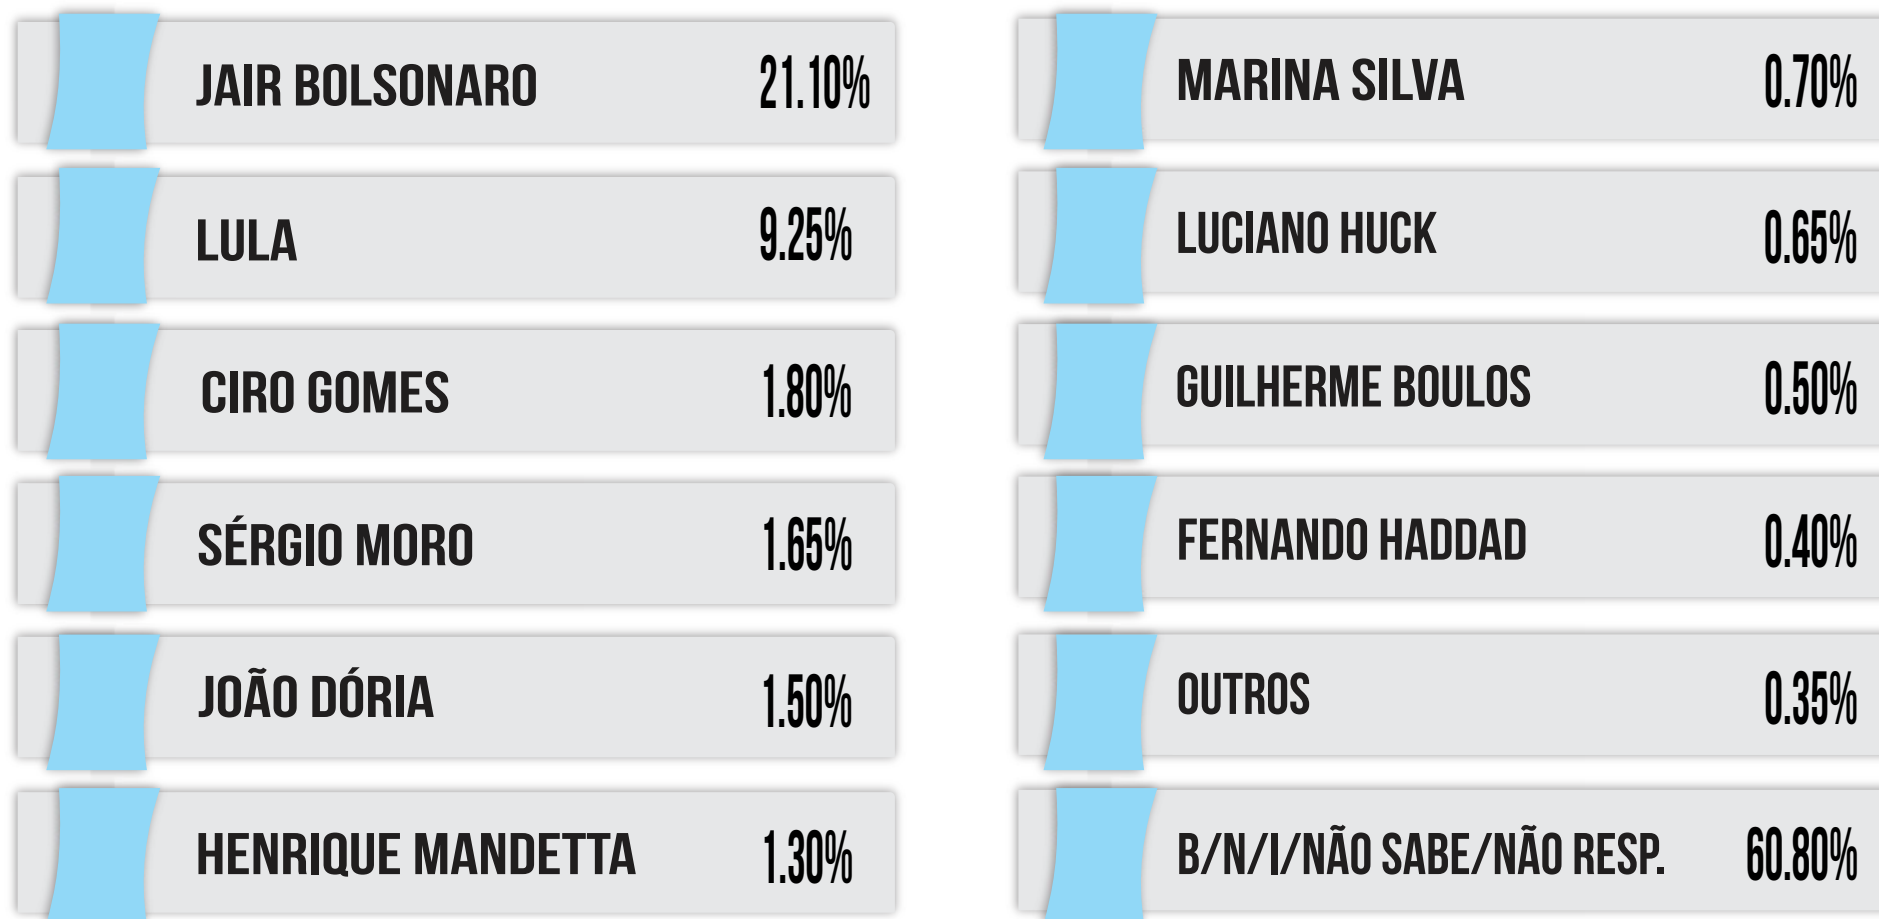 JAIR BOLSONARO 21.10%
LULA 9.25%
CIRO GOMES 1.80%
SÉRGIO MORO 1.65%
JOÃO DÓRIA 1.50%
HENRIQUE MANDETTA 1.30%
MARINA SILVA 0.70%
LUCIANO HUCK 0.65%
GUILHERME BOULOS 0.50%
FERNANDO HADDAD 0.40%
OUTROS 0.35%
B/N/I/NÃO SABE/NÃO RESP. 60.80%